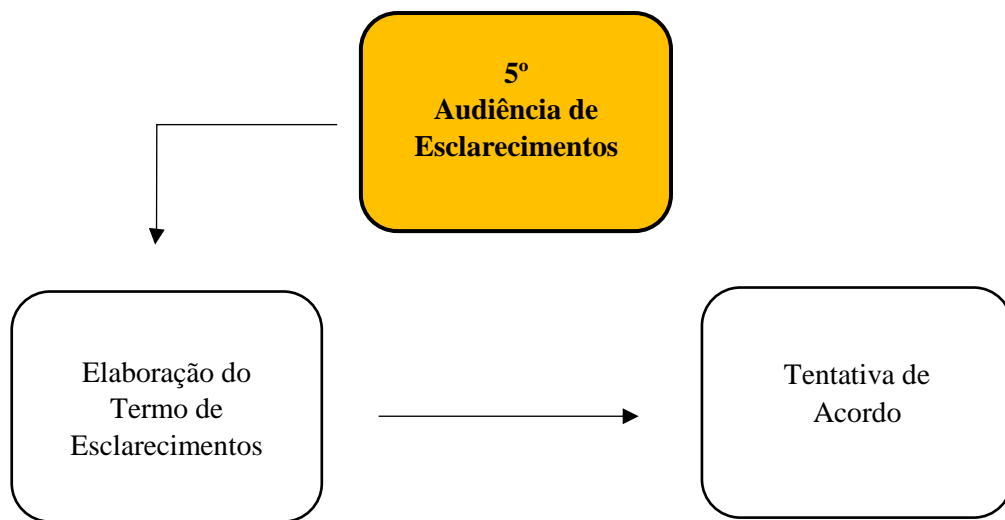 5º
Audiência de
Esclarecimentos
Elaboração do
Termo de
Esclarecimentos
Tentativa de
Acordo